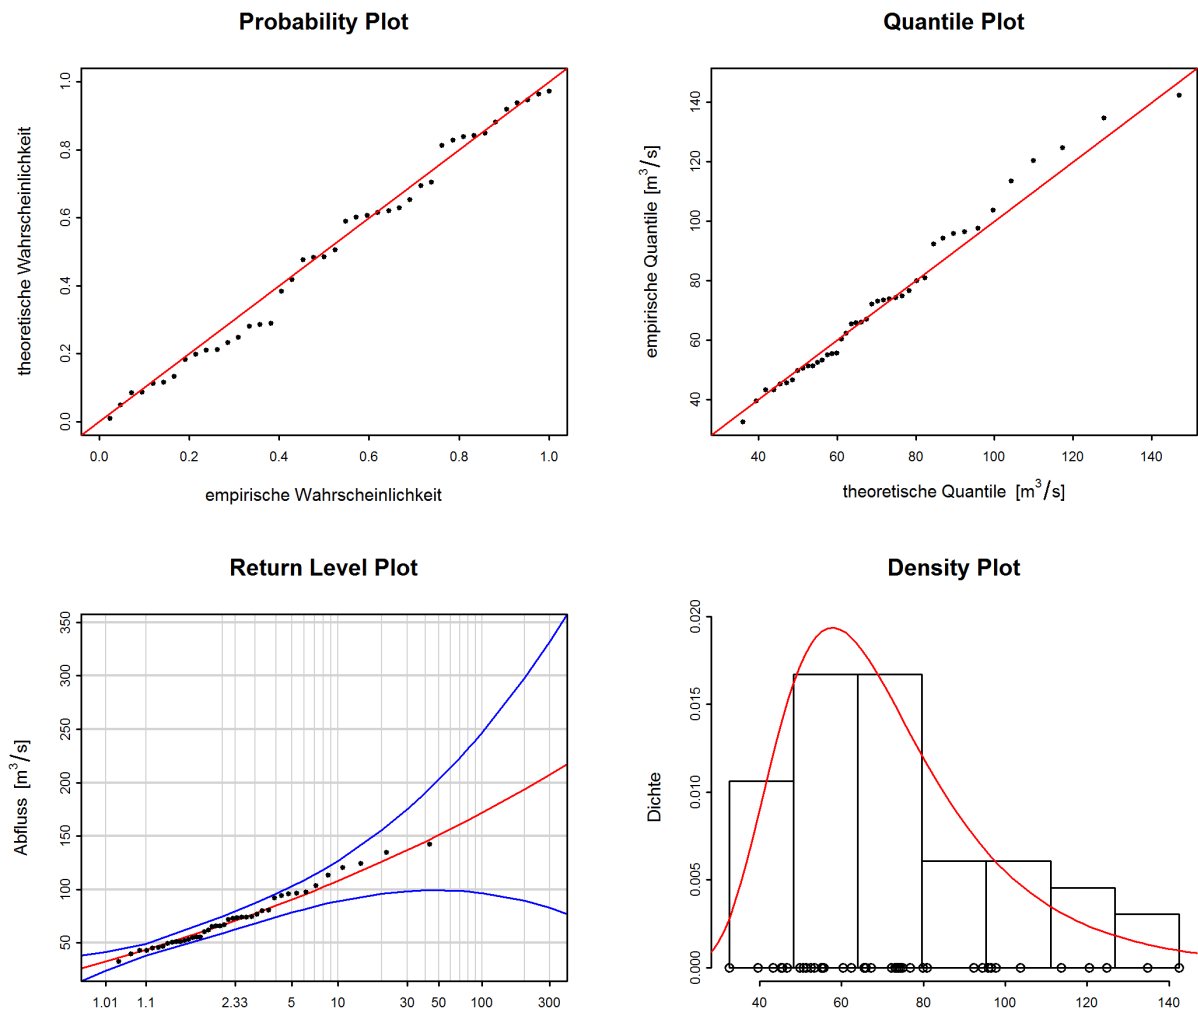 Probability Plot
theoretische Wahrscheinlichkeit
0.0 0.2 0.4 0.6 0.8 1.0
0.0 0.2 0.4 0.6 0.8 1.0
empirische Wahrscheinlichkeit
Quantile Plot
empirische Quantile [m³/s]
40 60 80 100 120 140
40 60 80 100 120 140
theoretische Quantile [m³/s]
Return Level Plot
Abfluss [m³/s]
50 100 150 200 250 300 350
1.01 1.1 2.33 5 10 30 50 100 300
Density Plot
Dichte
0.000 0.005 0.010 0.015 0.020
40 60 80 100 120 140